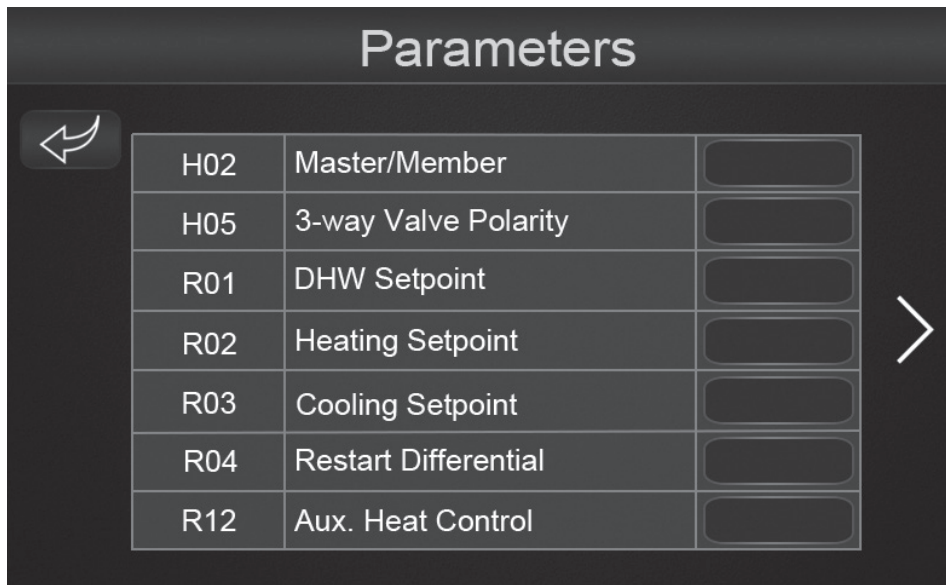 Parameters
H02 Master/Member
H05 3-way Valve Polarity
R01 DHW Setpoint
R02 Heating Setpoint
R03 Cooling Setpoint
R04 Restart Differential
R12 Aux. Heat Control